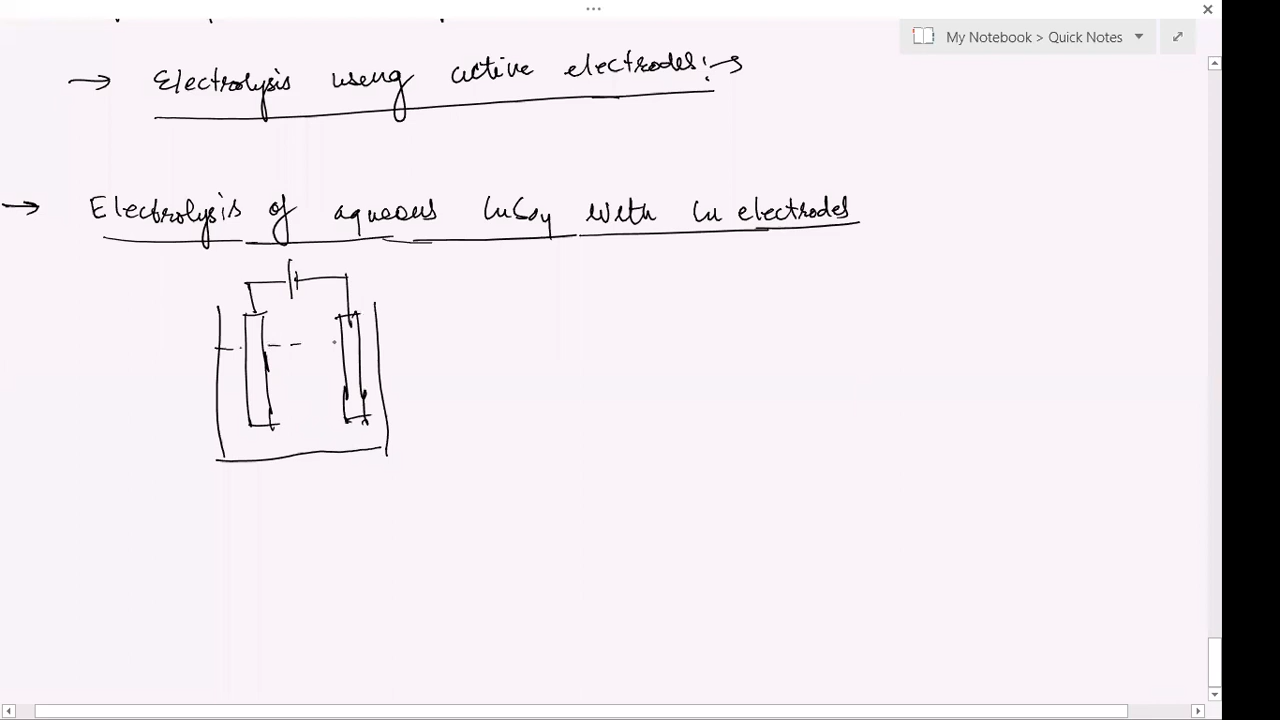 My Notebook > Quick Notes
→ Electrolysis using active electrodes:→
→ Electrolysis of aqueous CuSO4 with Cu electrodes